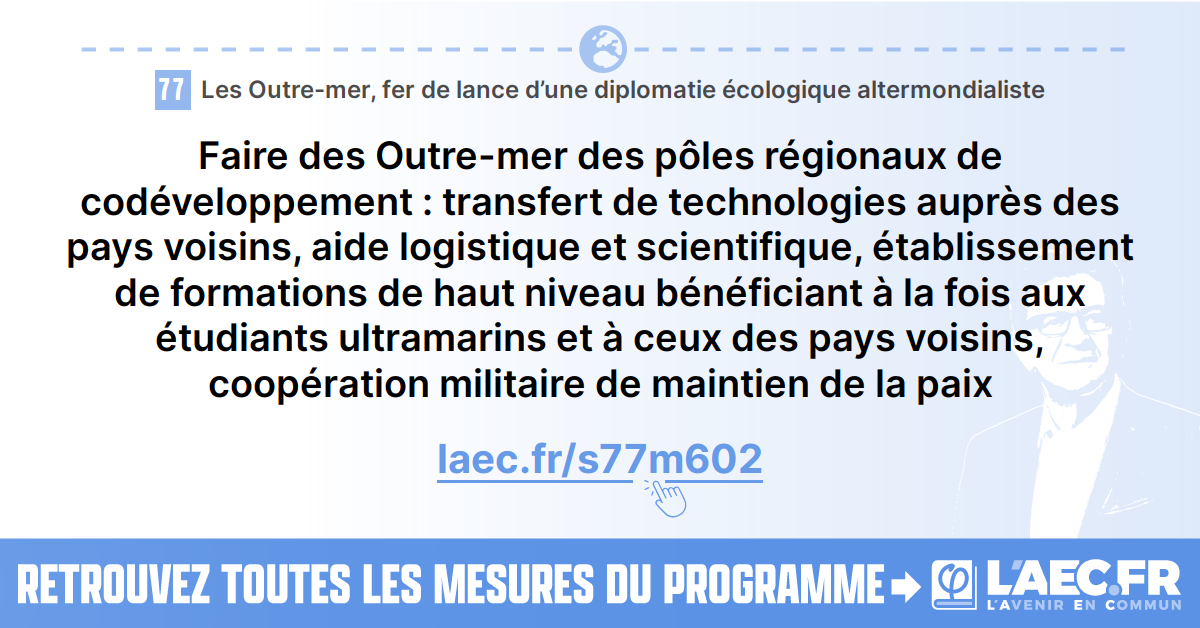 77 Les Outre-mer, fer de lance d’une diplomatie écologique altermondialiste
Faire des Outre-mer des pôles régionaux de
codéveloppement : transfert de technologies auprès des
pays voisins, aide logistique et scientifique, établissement
de formations de haut niveau bénéficiant à la fois aux
étudiants ultramarins et à ceux des pays voisins,
coopération militaire de maintien de la paix
laec.fr/s77m602
RETROUVEZ TOUTES LES MESURES DU PROGRAMME
φ L'AEC.FR
L'AVENIR EN COMMUN